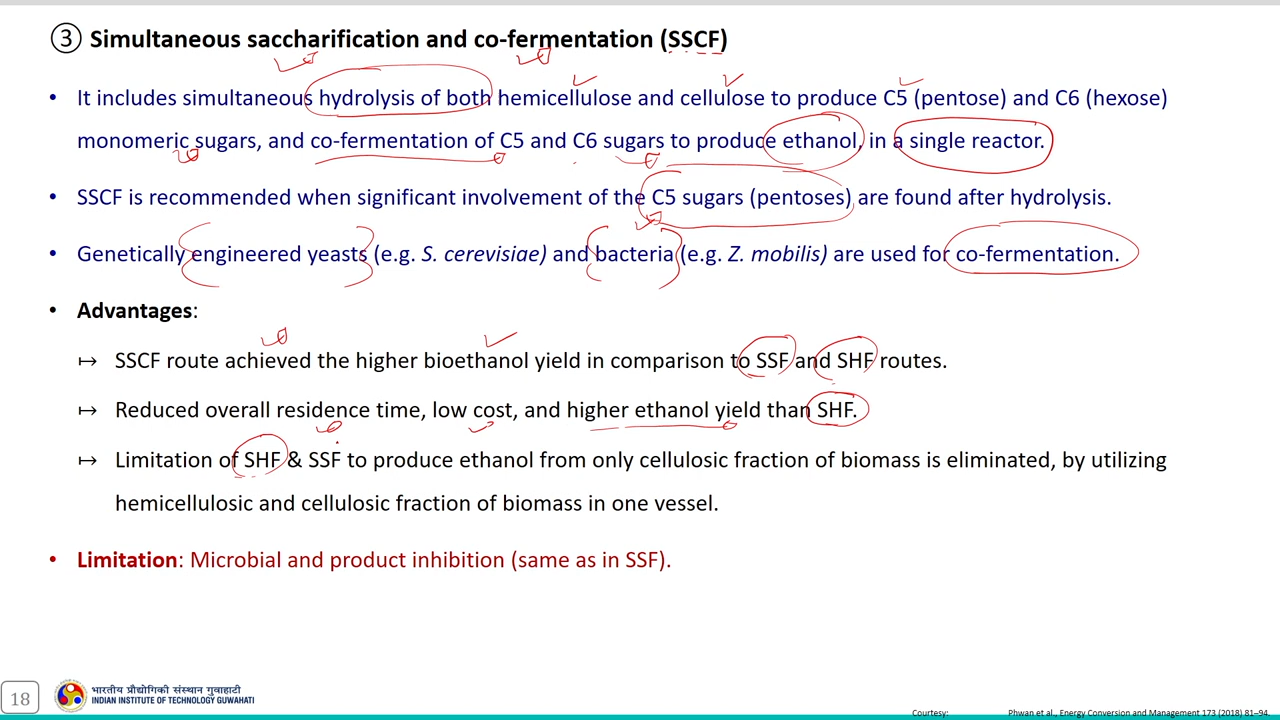 ③ Simultaneous saccharification and co-fermentation (SSCF)
• It includes simultaneous hydrolysis of both hemicellulose and cellulose to produce C5 (pentose) and C6 (hexose)
monomeric sugars, and co-fermentation of C5 and C6 sugars to produce ethanol, in a single reactor.
• SSCF is recommended when significant involvement of the C5 sugars (pentoses) are found after hydrolysis.
• Genetically engineered yeasts (e.g. S. cerevisiae) and bacteria (e.g. Z. mobilis) are used for co-fermentation.
• Advantages:
↦ SSCF route achieved the higher bioethanol yield in comparison to SSF and SHF routes.
↦ Reduced overall residence time, low cost, and higher ethanol yield than SHF.
↦ Limitation of SHF & SSF to produce ethanol from only cellulosic fraction of biomass is eliminated, by utilizing
hemicellulosic and cellulosic fraction of biomass in one vessel.
• Limitation: Microbial and product inhibition (same as in SSF).
18
भारतीय प्रौद्योगिकी संस्थान गुवाहाटी
INDIAN INSTITUTE OF TECHNOLOGY GUWAHATI
Courtesy: Phwan et al., Energy Conversion and Management 173 (2018) 81–94.